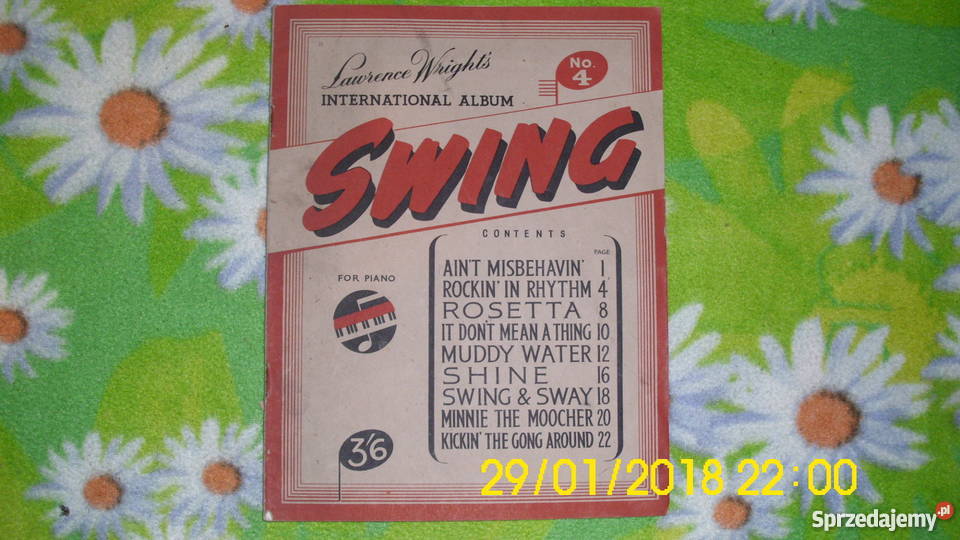 Lawrence Wright's
INTERNATIONAL ALBUM
No.
4
SWING
CONTENTS
PAGE
AIN'T MISBEHAVIN' 1
ROCKIN' IN RHYTHM 4
ROSETTA 8
IT DON'T MEAN A THING 10
MUDDY WATER 12
SHINE 16
SWING & SWAY 18
MINNIE THE MOOCHER 20
KICKIN' THE GONG AROUND 22
FOR PIANO
3'6
29/01/2018 22:00
Sprzedajemy.pl